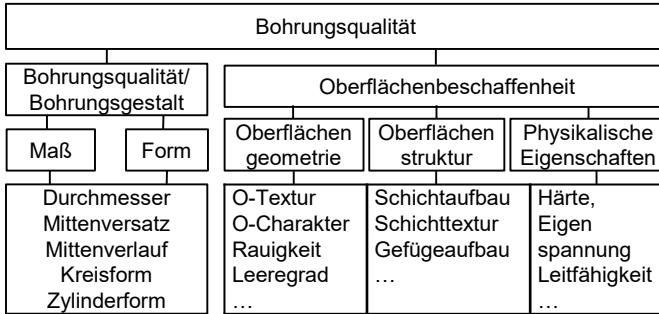 Bohrungsqualität
Bohrungsqualität/
Bohrungsgestalt
Oberflächenbeschaffenheit
Maß
Form
Oberflächen
geometrie
Oberflächen
struktur
Physikalische
Eigenschaften
Durchmesser
Mittenversatz
Mittenverlauf
Kreisform
Zylinderform
O-Textur
O-Charakter
Rauigkeit
Leeregrad
…
Schichtaufbau
Schichttextur
Gefügeaufbau
…
Härte,
Eigen
spannung
Leitfähigkeit
…